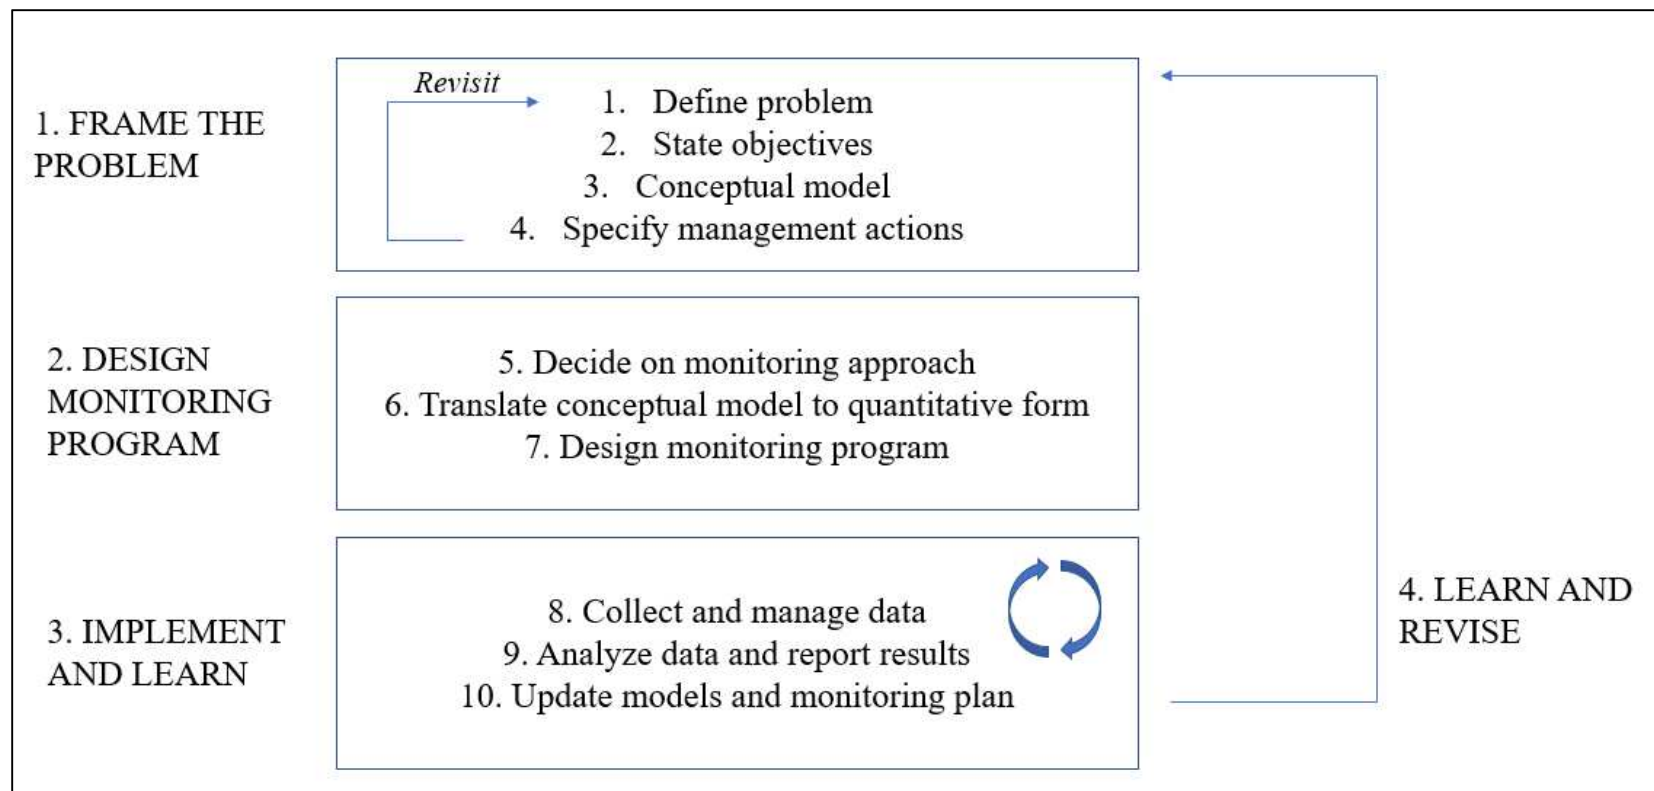 1. FRAME THE
PROBLEM
Revisit
1. Define problem
2. State objectives
3. Conceptual model
4. Specify management actions
2. DESIGN
MONITORING
PROGRAM
5. Decide on monitoring approach
6. Translate conceptual model to quantitative form
7. Design monitoring program
3. IMPLEMENT
AND LEARN
8. Collect and manage data
9. Analyze data and report results
10. Update models and monitoring plan
4. LEARN AND
REVISE